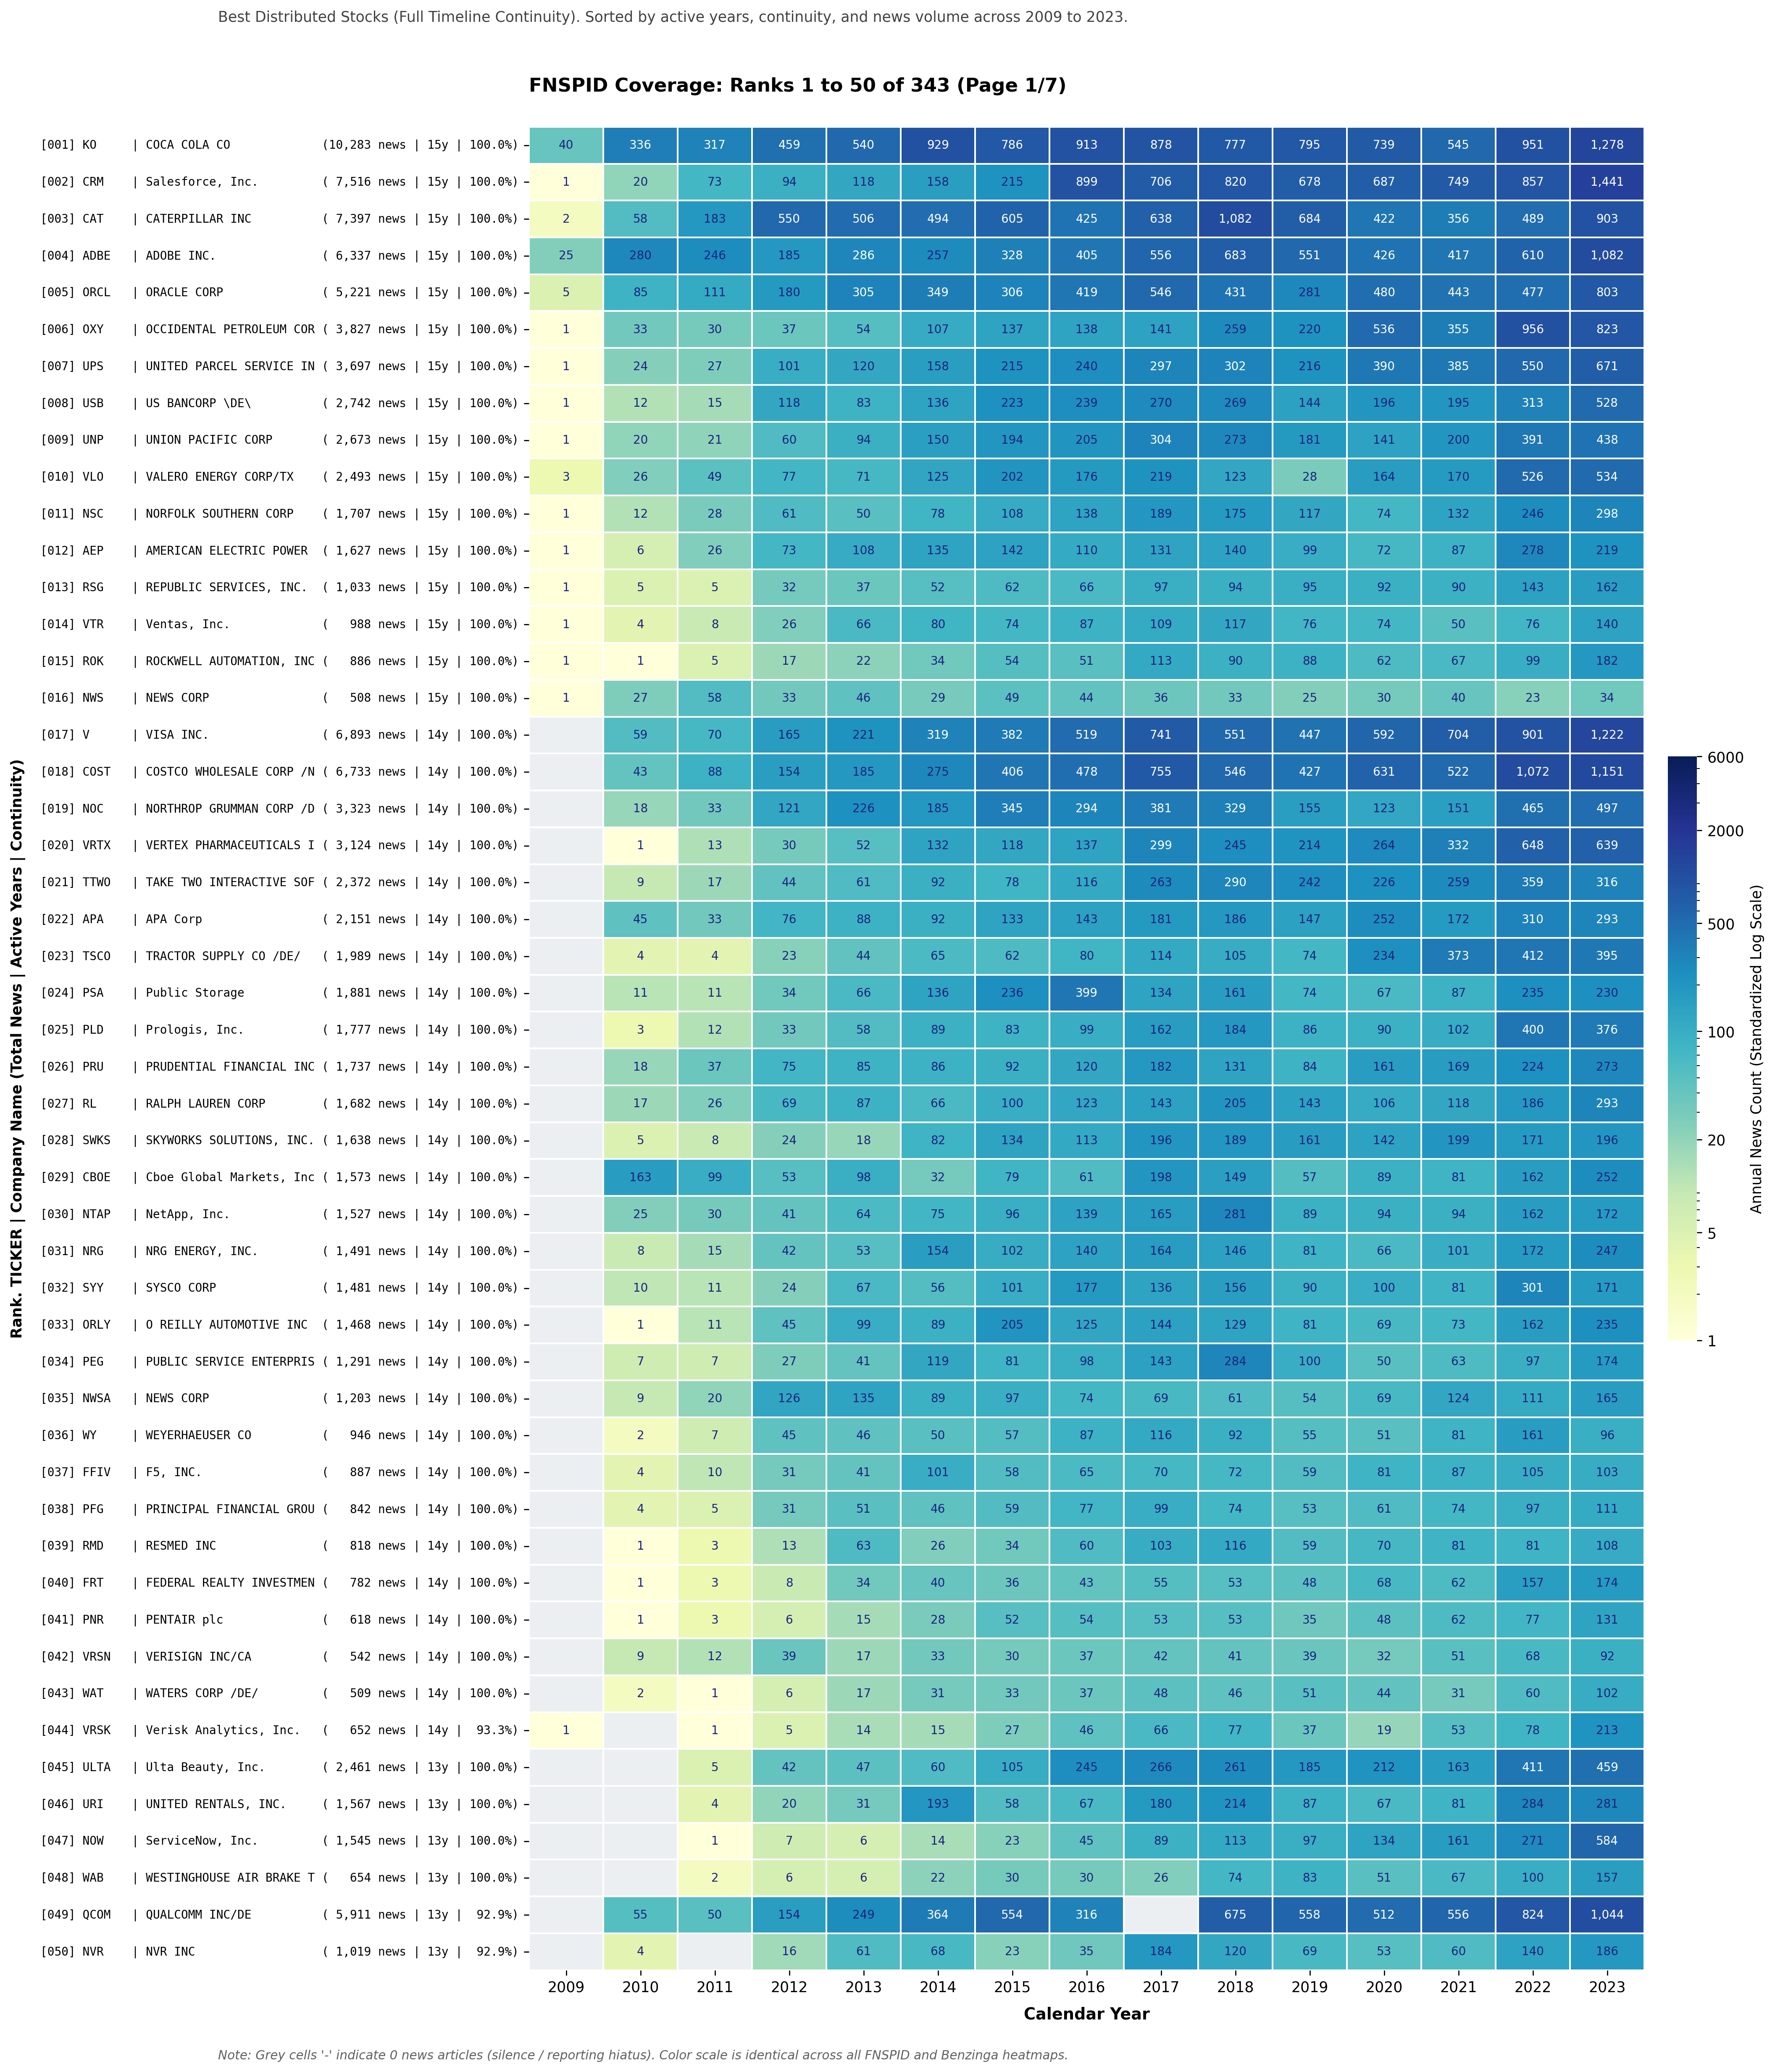 Best Distributed Stocks (Full Timeline Continuity). Sorted by active years, continuity, and news volume across 2009 to 2023.
FNSPID Coverage: Ranks 1 to 50 of 343 (Page 1/7)
[001] KO | COCA COLA CO (10,283 news | 15y | 100.0%) 40 336 317 459 540 929 786 913 878 777 795 739 545 951 1,278
[002] CRM | Salesforce, Inc. ( 7,516 news | 15y | 100.0%) 1 20 73 94 118 158 215 899 706 820 678 687 749 857 1,441
[003] CAT | CATERPILLAR INC ( 7,397 news | 15y | 100.0%) 2 58 183 550 506 494 605 425 638 1,082 684 422 356 489 903
[004] ADBE | ADOBE INC. ( 6,337 news | 15y | 100.0%) 25 280 246 185 286 257 328 405 556 683 551 426 417 610 1,082
[005] ORCL | ORACLE CORP ( 5,221 news | 15y | 100.0%) 5 85 111 180 305 349 306 419 546 431 281 480 443 477 803
[006] OXY | OCCIDENTAL PETROLEUM COR ( 3,827 news | 15y | 100.0%) 1 33 30 37 54 107 137 138 141 259 220 536 355 956 823
[007] UPS | UNITED PARCEL SERVICE IN ( 3,697 news | 15y | 100.0%) 1 24 27 101 120 158 215 240 297 302 216 390 385 550 671
[008] USB | US BANCORP \DE\ ( 2,742 news | 15y | 100.0%) 1 12 15 118 83 136 223 239 270 269 144 196 195 313 528
[009] UNP | UNION PACIFIC CORP ( 2,673 news | 15y | 100.0%) 1 20 21 60 94 150 194 205 304 273 181 141 200 391 438
[010] VLO | VALERO ENERGY CORP/TX ( 2,493 news | 15y | 100.0%) 3 26 49 77 71 125 202 176 219 123 28 164 170 526 534
[011] NSC | NORFOLK SOUTHERN CORP ( 1,707 news | 15y | 100.0%) 1 12 28 61 50 78 108 138 189 175 117 74 132 246 298
[012] AEP | AMERICAN ELECTRIC POWER ( 1,627 news | 15y | 100.0%) 1 6 26 73 108 135 142 110 131 140 99 72 87 278 219
[013] RSG | REPUBLIC SERVICES, INC. ( 1,033 news | 15y | 100.0%) 1 5 5 32 37 52 62 66 97 94 95 92 90 143 162
[014] VTR | Ventas, Inc. ( 988 news | 15y | 100.0%) 1 4 8 26 66 80 74 87 109 117 76 74 50 76 140
[015] ROK | ROCKWELL AUTOMATION, INC ( 886 news | 15y | 100.0%) 1 1 5 17 22 34 54 51 113 90 88 62 67 99 182
[016] NWS | NEWS CORP ( 508 news | 15y | 100.0%) 1 27 58 33 46 29 49 44 36 33 25 30 40 23 34
[017] V | VISA INC. ( 6,893 news | 14y | 100.0%) 59 70 165 221 319 382 519 741 551 447 592 704 901 1,222
[018] COST | COSTCO WHOLESALE CORP /N ( 6,733 news | 14y | 100.0%) 43 88 154 185 275 406 478 755 546 427 631 522 1,072 1,151
[019] NOC | NORTHROP GRUMMAN CORP /D ( 3,323 news | 14y | 100.0%) 18 33 121 226 185 345 294 381 329 155 123 151 465 497
[020] VRTX | VERTEX PHARMACEUTICALS I ( 3,124 news | 14y | 100.0%) 1 13 30 52 132 118 137 299 245 214 264 332 648 639
[021] TTWO | TAKE TWO INTERACTIVE SOF ( 2,372 news | 14y | 100.0%) 9 17 44 61 92 78 116 263 290 242 226 259 359 316
[022] APA | APA Corp ( 2,151 news | 14y | 100.0%) 45 33 76 88 92 133 143 181 186 147 252 172 310 293
[023] TSCO | TRACTOR SUPPLY CO /DE/ ( 1,989 news | 14y | 100.0%) 4 4 23 44 65 62 80 114 105 74 234 373 412 395
[024] PSA | Public Storage ( 1,881 news | 14y | 100.0%) 11 11 34 66 136 236 399 134 161 74 67 87 235 230
[025] PLD | Prologis, Inc. ( 1,777 news | 14y | 100.0%) 3 12 33 58 89 83 99 162 184 86 90 102 400 376
[026] PRU | PRUDENTIAL FINANCIAL INC ( 1,737 news | 14y | 100.0%) 18 37 75 85 86 92 120 182 131 84 161 169 224 273
[027] RL | RALPH LAUREN CORP ( 1,682 news | 14y | 100.0%) 17 26 69 87 66 100 123 143 205 143 106 118 186 293
[028] SWKS | SKYWORKS SOLUTIONS, INC. ( 1,638 news | 14y | 100.0%) 5 8 24 18 82 134 113 196 189 161 142 199 171 196
[029] CBOE | Cboe Global Markets, Inc ( 1,573 news | 14y | 100.0%) 163 99 53 98 32 79 61 198 149 57 89 81 162 252
[030] NTAP | NetApp, Inc. ( 1,527 news | 14y | 100.0%) 25 30 41 64 75 96 139 165 281 89 94 94 162 172
[031] NRG | NRG ENERGY, INC. ( 1,491 news | 14y | 100.0%) 8 15 42 53 154 102 140 164 146 81 66 101 172 247
[032] SYY | SYSCO CORP ( 1,481 news | 14y | 100.0%) 10 11 24 67 56 101 177 136 156 90 100 81 301 171
[033] ORLY | O REILLY AUTOMOTIVE INC ( 1,468 news | 14y | 100.0%) 1 11 45 99 89 205 125 144 129 81 69 73 162 235
[034] PEG | PUBLIC SERVICE ENTERPRIS ( 1,291 news | 14y | 100.0%) 7 7 27 41 119 81 98 143 284 100 50 63 97 174
[035] NWSA | NEWS CORP ( 1,203 news | 14y | 100.0%) 9 20 126 135 89 97 74 69 61 54 69 124 111 165
[036] WY | WEYERHAEUSER CO ( 946 news | 14y | 100.0%) 2 7 45 46 50 57 87 116 92 55 51 81 161 96
[037] FFIV | F5, INC. ( 887 news | 14y | 100.0%) 4 10 31 41 101 58 65 70 72 59 81 87 105 103
[038] PFG | PRINCIPAL FINANCIAL GROU ( 842 news | 14y | 100.0%) 4 5 31 51 46 59 77 99 74 53 61 74 97 111
[039] RMD | RESMED INC ( 818 news | 14y | 100.0%) 1 3 13 63 26 34 60 103 116 59 70 81 81 108
[040] FRT | FEDERAL REALTY INVESTMEN ( 782 news | 14y | 100.0%) 1 3 8 34 40 36 43 55 53 48 68 62 157 174
[041] PNR | PENTAIR plc ( 618 news | 14y | 100.0%) 1 3 6 15 28 52 54 53 53 35 48 62 77 131
[042] VRSN | VERISIGN INC/CA ( 542 news | 14y | 100.0%) 9 12 39 17 33 30 37 42 41 39 32 51 68 92
[043] WAT | WATERS CORP /DE/ ( 509 news | 14y | 100.0%) 2 1 6 17 31 33 37 48 46 51 44 31 60 102
[044] VRSK | Verisk Analytics, Inc. ( 652 news | 14y | 93.3%) 1 1 5 14 15 27 46 66 77 37 19 53 78 213
[045] ULTA | Ulta Beauty, Inc. ( 2,461 news | 13y | 100.0%) 5 42 47 60 105 245 266 261 185 212 163 411 459
[046] URI | UNITED RENTALS, INC. ( 1,567 news | 13y | 100.0%) 4 20 31 193 58 67 180 214 87 67 81 284 281
[047] NOW | ServiceNow, Inc. ( 1,545 news | 13y | 100.0%) 1 7 6 14 23 45 89 113 97 134 161 271 584
[048] WAB | WESTINGHOUSE AIR BRAKE T ( 654 news | 13y | 100.0%) 2 6 6 22 30 30 26 74 83 51 67 100 157
[049] QCOM | QUALCOMM INC/DE ( 5,911 news | 13y | 92.9%) 55 50 154 249 364 554 316 675 558 512 556 824 1,044
[050] NVR | NVR INC ( 1,019 news | 13y | 92.9%) 4 16 61 68 23 35 184 120 69 53 60 140 186
2009 2010 2011 2012 2013 2014 2015 2016 2017 2018 2019 2020 2021 2022 2023
Calendar Year
Rank. TICKER | Company Name (Total News | Active Years | Continuity)
6000
2000
500
100
20
5
1
Annual News Count (Standardized Log Scale)
Note: Grey cells '-' indicate 0 news articles (silence / reporting hiatus). Color scale is identical across all FNSPID and Benzinga heatmaps.